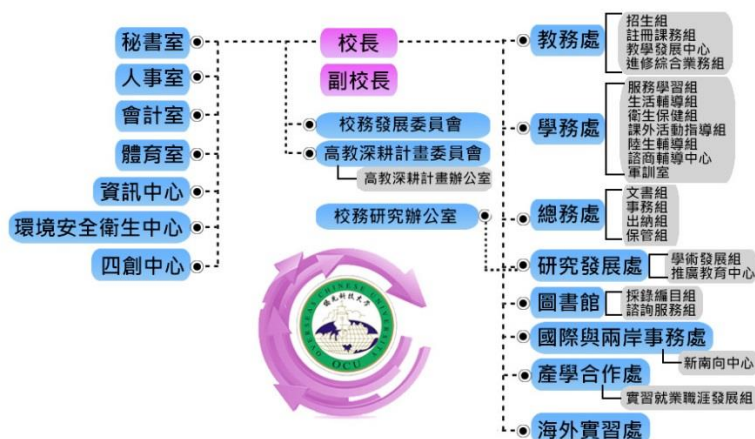 秘書室
人事室
會計室
體育室
資訊中心
環境安全衛生中心
四創中心
校長
副校長
校務發展委員會
高教深耕計畫委員會
高教深耕計畫辦公室
校務研究辦公室
OVERSEAS CHINESE UNIVERSITY
僑光科技大學
OCU
教務處
招生組
註冊課務組
教學發展中心
進修綜合業務組
學務處
服務學習組
生活輔導組
衛生保健組
課外活動指導組
陸生輔導組
諮商輔導中心
軍訓室
總務處
文書組
事務組
出納組
保管組
研究發展處
學術發展組
推廣教育中心
圖書館
採錄編目組
諮詢服務組
國際與兩岸事務處
新南向中心
產學合作處
實習就業職涯發展組
海外實習處